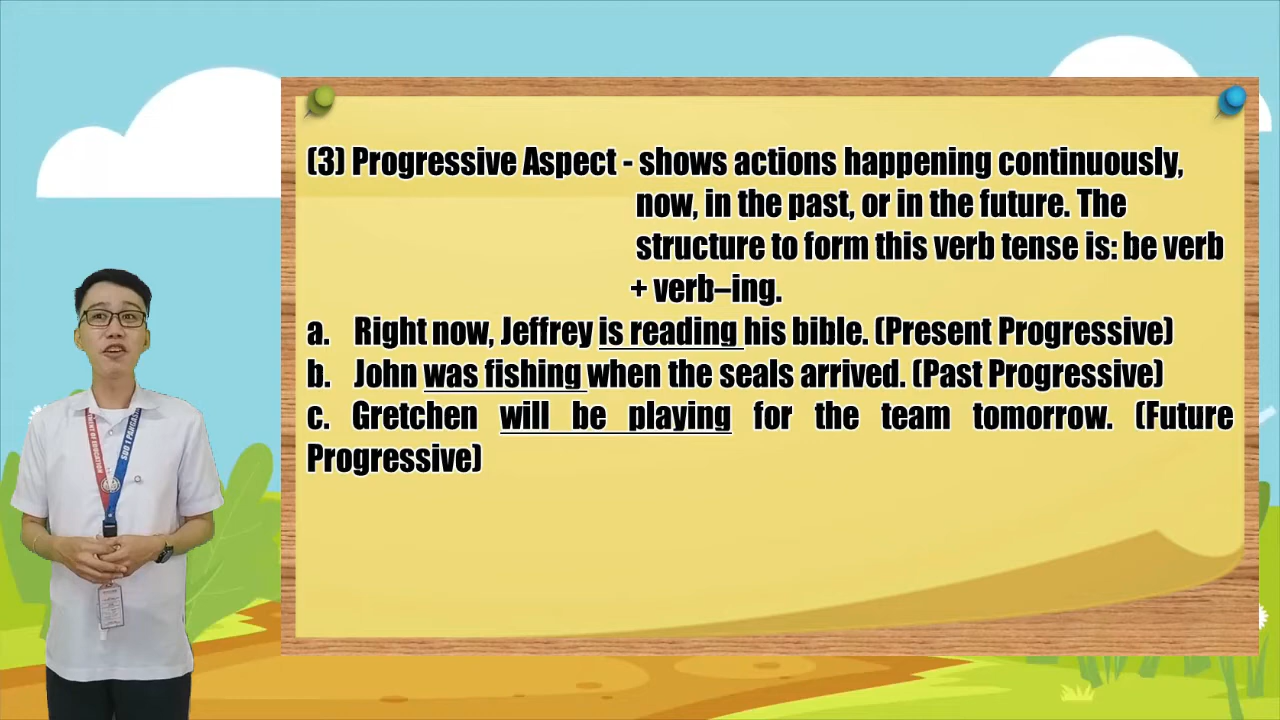 (3) Progressive Aspect - shows actions happening continuously,
now, in the past, or in the future. The
structure to form this verb tense is: be verb
+ verb–ing.
a. Right now, Jeffrey is reading his bible. (Present Progressive)
b. John was fishing when the seals arrived. (Past Progressive)
c. Gretchen will be playing for the team tomorrow. (Future
Progressive)